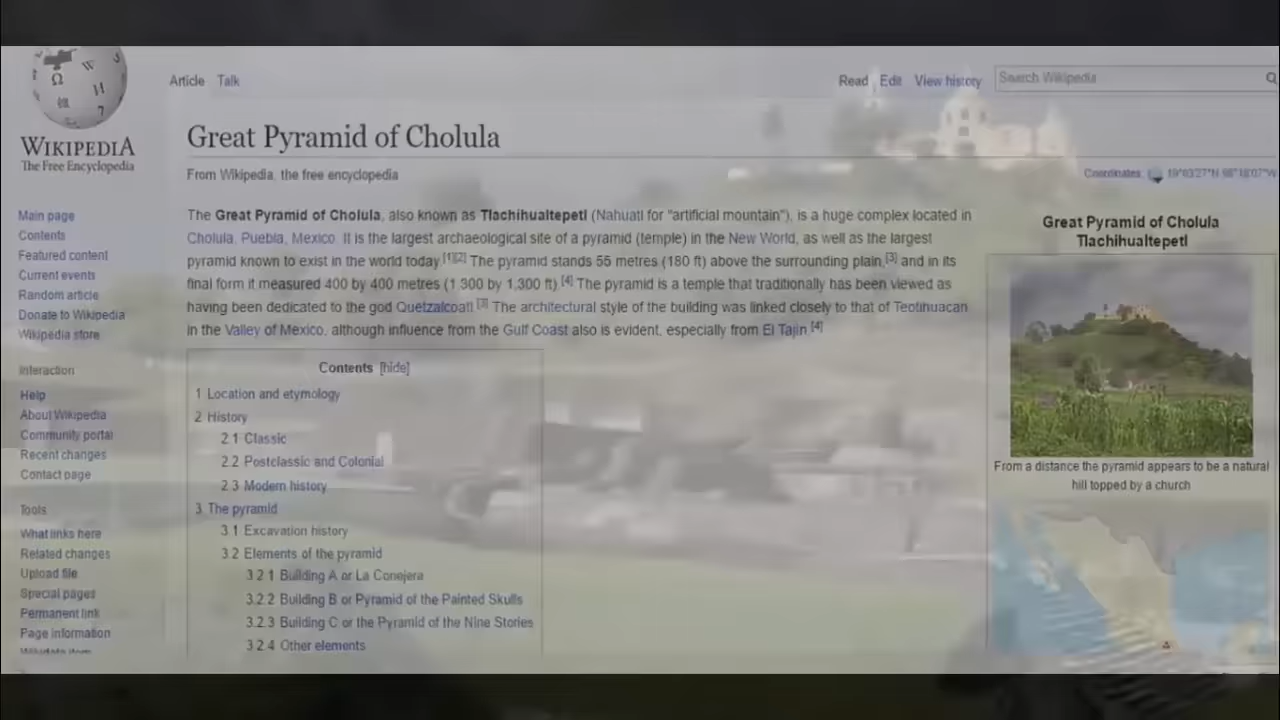 Article Talk
Read Edit View history
Search Wikipedia
WIKIPEDIA
The Free Encyclopedia
Great Pyramid of Cholula
From Wikipedia, the free encyclopedia
Coordinates: 19°03′27″N 98°18′07″W
The Great Pyramid of Cholula, also known as Tlachihualtepetl (Nahuatl for "artificial mountain"), is a huge complex located in
Cholula, Puebla, Mexico. It is the largest archaeological site of a pyramid (temple) in the New World, as well as the largest
pyramid known to exist in the world today.[1][2] The pyramid stands 55 metres (180 ft) above the surrounding plain,[3] and in its
final form it measured 400 by 400 metres (1,300 by 1,300 ft).[4] The pyramid is a temple that traditionally has been viewed as
having been dedicated to the god Quetzalcoatl.[3] The architectural style of the building was linked closely to that of Teotihuacan
in the Valley of Mexico, although influence from the Gulf Coast also is evident, especially from El Tajín.[4]
Contents [hide]
1 Location and etymology
2 History
2.1 Classic
2.2 Postclassic and Colonial
2.3 Modern history
3 The pyramid
3.1 Excavation history
3.2 Elements of the pyramid
3.2.1 Building A or La Conejera
3.2.2 Building B or Pyramid of the Painted Skulls
3.2.3 Building C or the Pyramid of the Nine Stories
3.2.4 Other elements
Great Pyramid of Cholula
Tlachihualtepetl
From a distance the pyramid appears to be a natural
hill topped by a church
Main page
Contents
Featured content
Current events
Random article
Donate to Wikipedia
Wikipedia store
Interaction
Help
About Wikipedia
Community portal
Recent changes
Contact page
Tools
What links here
Related changes
Upload file
Special pages
Permanent link
Page information
Wikidata item